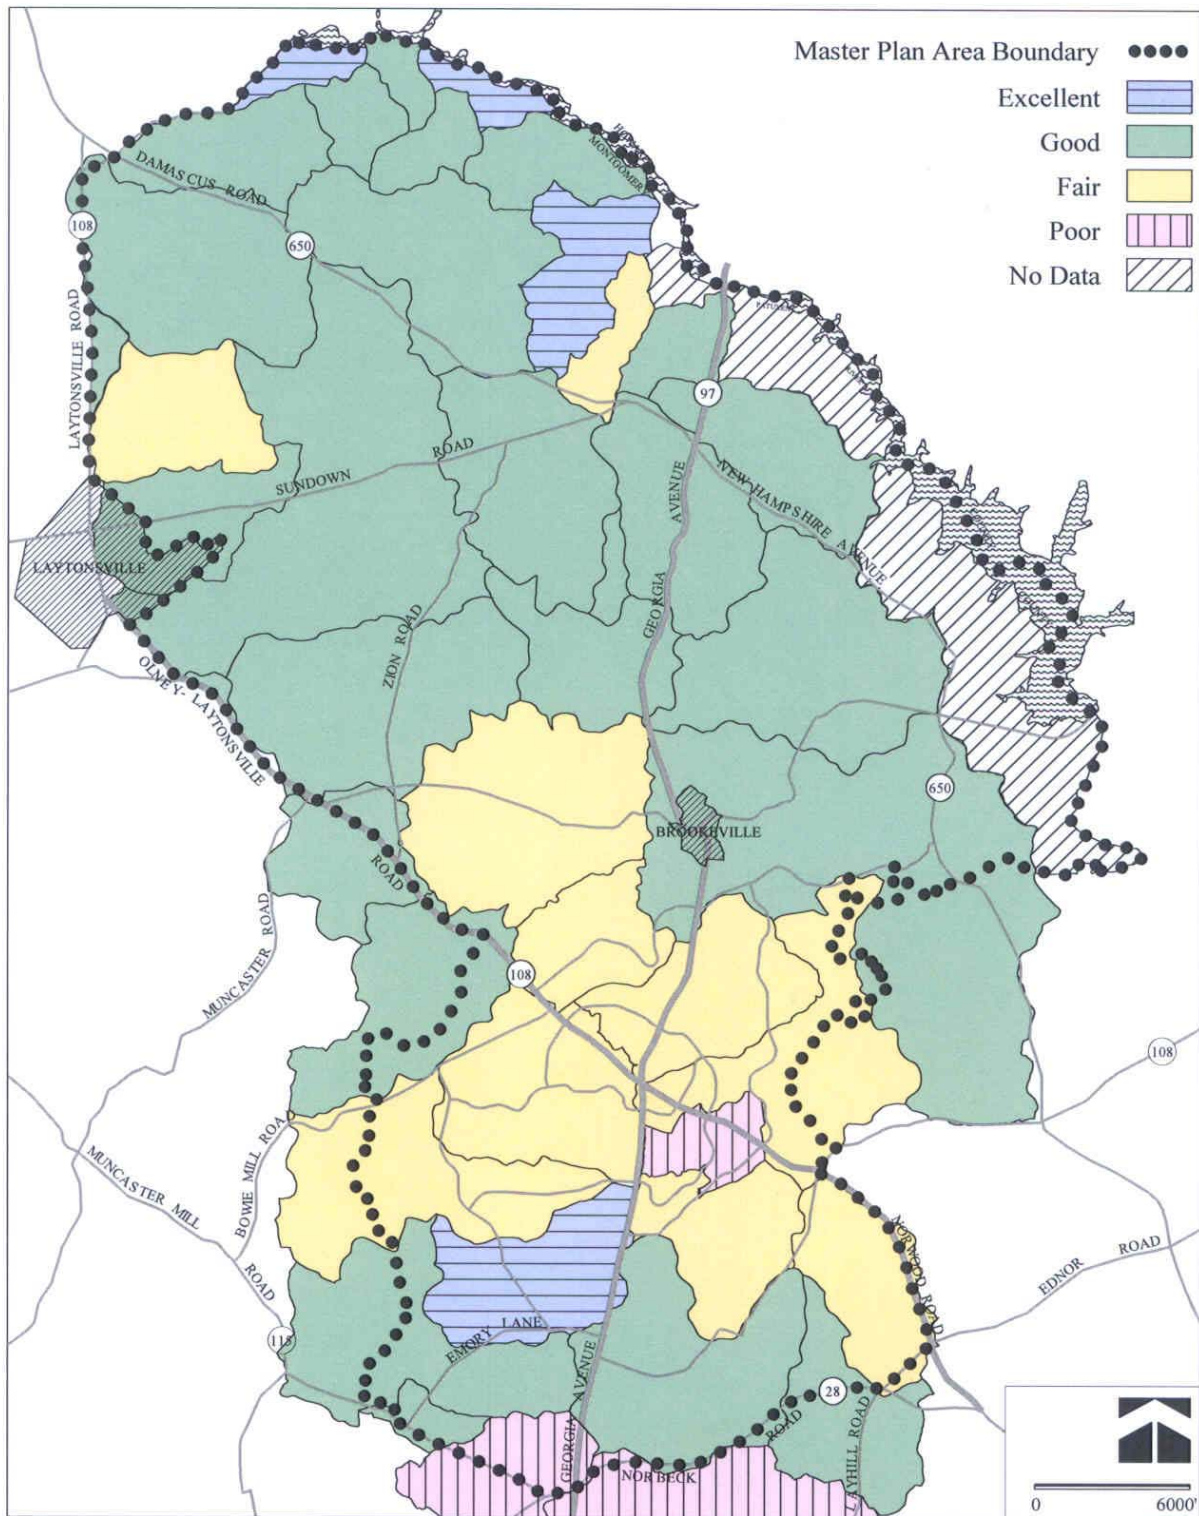 Master Plan Area Boundary
Excellent
Good
Fair
Poor
No Data
MONTGOMERY
DAMASCUS ROAD
108
650
LAYTONSVILLE ROAD
PATUXENT
RIVER
97
SUNDOWN ROAD
GEORGIA AVENUE
NEW HAMPSHIRE AVENUE
LAYTONSVILLE
ZION ROAD
OLNEY-LAYTONSVILLE ROAD
650
BROOKEVILLE
MUNCASTER ROAD
108
108
BOWIE MILL ROAD
MUNCASTER MILL ROAD
NORWOOD ROAD
EDNOR ROAD
115
EMORY LANE
GEORGIA AVENUE
28
ROAD
LAYHILL ROAD
NORBECK
0 6000'